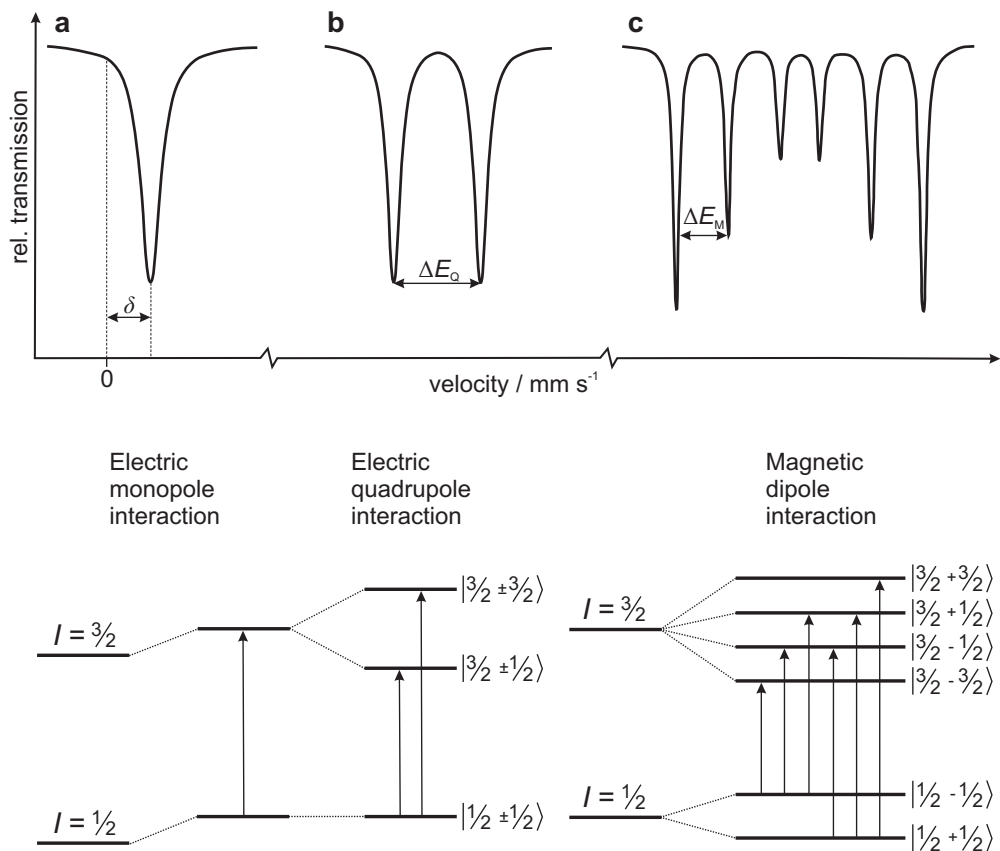 a
b
c
rel. transmission
δ
ΔE_Q
ΔE_M
0
velocity / mm s⁻¹
Electric
monopole
interaction
Electric
quadrupole
interaction
Magnetic
dipole
interaction
I = 3/2
|3/2 ±3/2⟩
|3/2 ±1/2⟩
I = 1/2
|1/2 ±1/2⟩
I = 3/2
|3/2 +3/2⟩
|3/2 +1/2⟩
|3/2 - 1/2⟩
|3/2 - 3/2⟩
I = 1/2
|1/2 - 1/2⟩
|1/2 + 1/2⟩